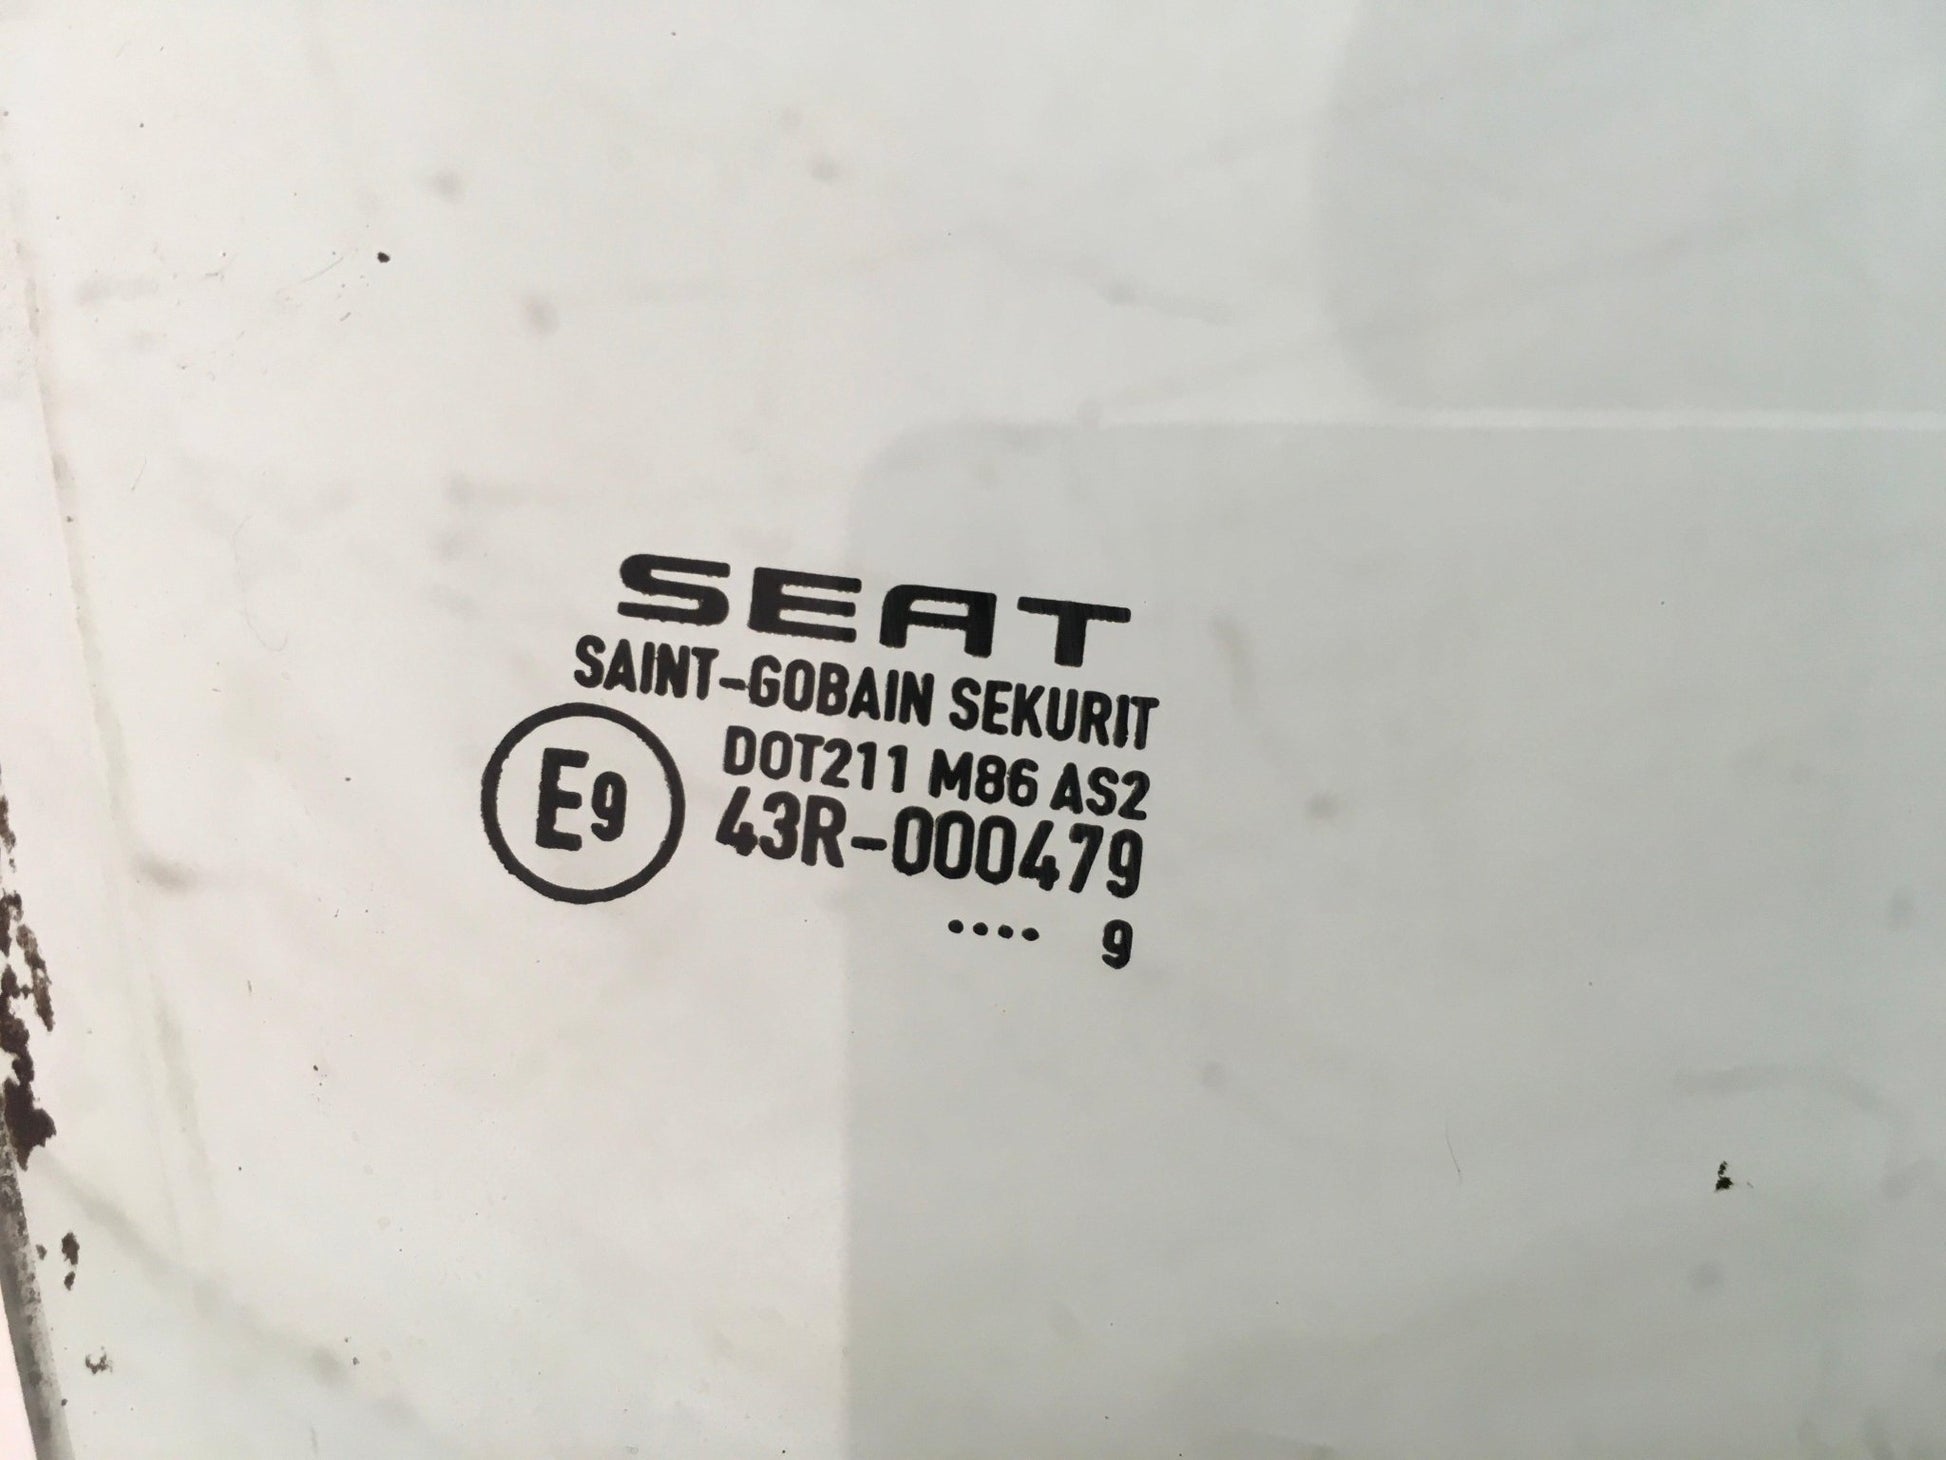 SEAT
SAINT-GOBAIN SEKURIT
DOT211 M86 AS2
E9 43R-000479
.... 9